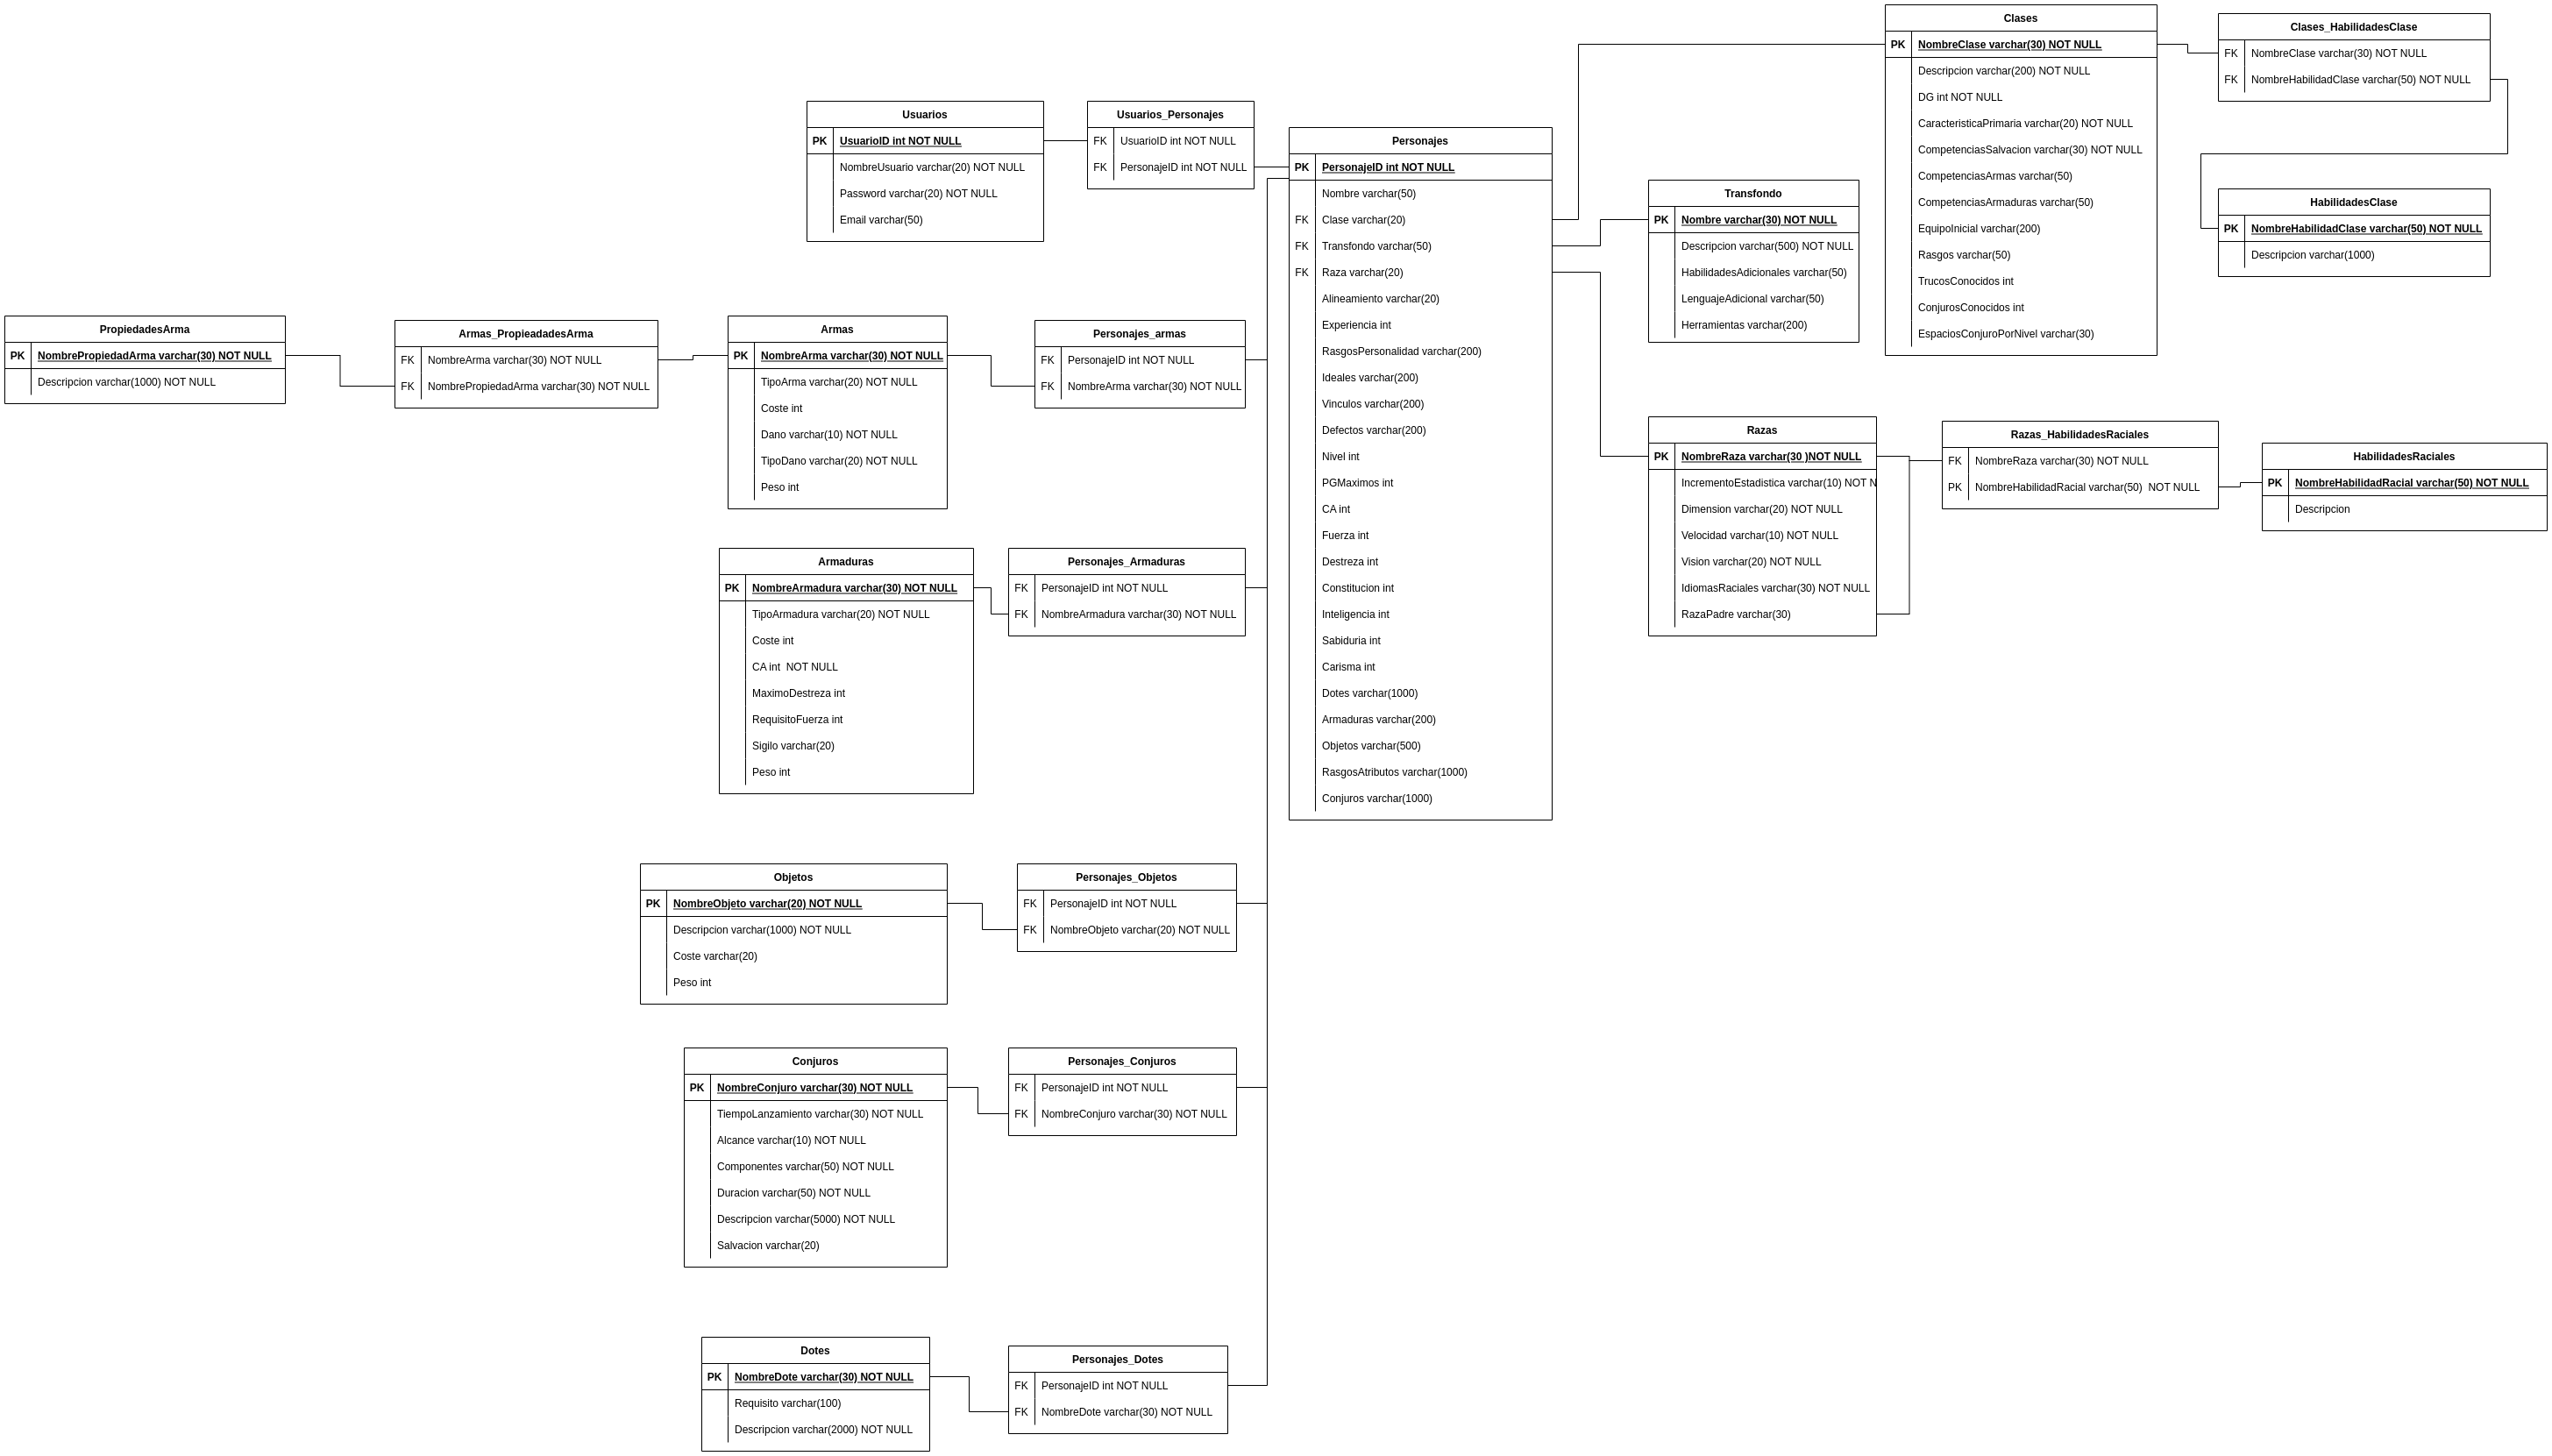 Clases
PK NombreClase varchar(30) NOT NULL
Descripcion varchar(200) NOT NULL
DG int NOT NULL
CaracteristicaPrimaria varchar(20) NOT NULL
CompetenciasSalvacion varchar(30) NOT NULL
CompetenciasArmas varchar(50)
CompetenciasArmaduras varchar(50)
EquipoInicial varchar(200)
Rasgos varchar(50)
TrucosConocidos int
ConjurosConocidos int
EspaciosConjuroPorNivel varchar(30)
Clases_HabilidadesClase
FK NombreClase varchar(30) NOT NULL
FK NombreHabilidadClase varchar(50) NOT NULL
HabilidadesClase
PK NombreHabilidadClase varchar(50) NOT NULL
Descripcion varchar(1000)
Usuarios
PK UsuarioID int NOT NULL
NombreUsuario varchar(20) NOT NULL
Password varchar(20) NOT NULL
Email varchar(50)
Usuarios_Personajes
FK UsuarioID int NOT NULL
FK PersonajeID int NOT NULL
Personajes
PK PersonajeID int NOT NULL
Nombre varchar(50)
FK Clase varchar(20)
FK Transfondo varchar(50)
FK Raza varchar(20)
Alineamiento varchar(20)
Experiencia int
RasgosPersonalidad varchar(200)
Ideales varchar(200)
Vinculos varchar(200)
Defectos varchar(200)
Nivel int
PGMaximos int
CA int
Fuerza int
Destreza int
Constitucion int
Inteligencia int
Sabiduria int
Carisma int
Dotes varchar(1000)
Armaduras varchar(200)
Objetos varchar(500)
RasgosAtributos varchar(1000)
Conjuros varchar(1000)
Transfondo
PK Nombre varchar(30) NOT NULL
Descripcion varchar(500) NOT NULL
HabilidadesAdicionales varchar(50)
LenguajeAdicional varchar(50)
Herramientas varchar(200)
PropiedadesArma
PK NombrePropiedadArma varchar(30) NOT NULL
Descripcion varchar(1000) NOT NULL
Armas_PropieadadesArma
FK NombreArma varchar(30) NOT NULL
FK NombrePropiedadArma varchar(30) NOT NULL
Armas
PK NombreArma varchar(30) NOT NULL
TipoArma varchar(20) NOT NULL
Coste int
Dano varchar(10) NOT NULL
TipoDano varchar(20) NOT NULL
Peso int
Personajes_armas
FK PersonajeID int NOT NULL
FK NombreArma varchar(30) NOT NULL
Razas
PK NombreRaza varchar(30 )NOT NULL
IncrementoEstadistica varchar(10) NOT N
Dimension varchar(20) NOT NULL
Velocidad varchar(10) NOT NULL
Vision varchar(20) NOT NULL
IdiomasRaciales varchar(30) NOT NULL
RazaPadre varchar(30)
Razas_HabilidadesRaciales
FK NombreRaza varchar(30) NOT NULL
PK NombreHabilidadRacial varchar(50)  NOT NULL
HabilidadesRaciales
PK NombreHabilidadRacial varchar(50) NOT NULL
Descripcion
Armaduras
PK NombreArmadura varchar(30) NOT NULL
TipoArmadura varchar(20) NOT NULL
Coste int
CA int  NOT NULL
MaximoDestreza int
RequisitoFuerza int
Sigilo varchar(20)
Peso int
Personajes_Armaduras
FK PersonajeID int NOT NULL
FK NombreArmadura varchar(30) NOT NULL
Objetos
PK NombreObjeto varchar(20) NOT NULL
Descripcion varchar(1000) NOT NULL
Coste varchar(20)
Peso int
Personajes_Objetos
FK PersonajeID int NOT NULL
FK NombreObjeto varchar(20) NOT NULL
Conjuros
PK NombreConjuro varchar(30) NOT NULL
TiempoLanzamiento varchar(30) NOT NULL
Alcance varchar(10) NOT NULL
Componentes varchar(50) NOT NULL
Duracion varchar(50) NOT NULL
Descripcion varchar(5000) NOT NULL
Salvacion varchar(20)
Personajes_Conjuros
FK PersonajeID int NOT NULL
FK NombreConjuro varchar(30) NOT NULL
Dotes
PK NombreDote varchar(30) NOT NULL
Requisito varchar(100)
Descripcion varchar(2000) NOT NULL
Personajes_Dotes
FK PersonajeID int NOT NULL
FK NombreDote varchar(30) NOT NULL